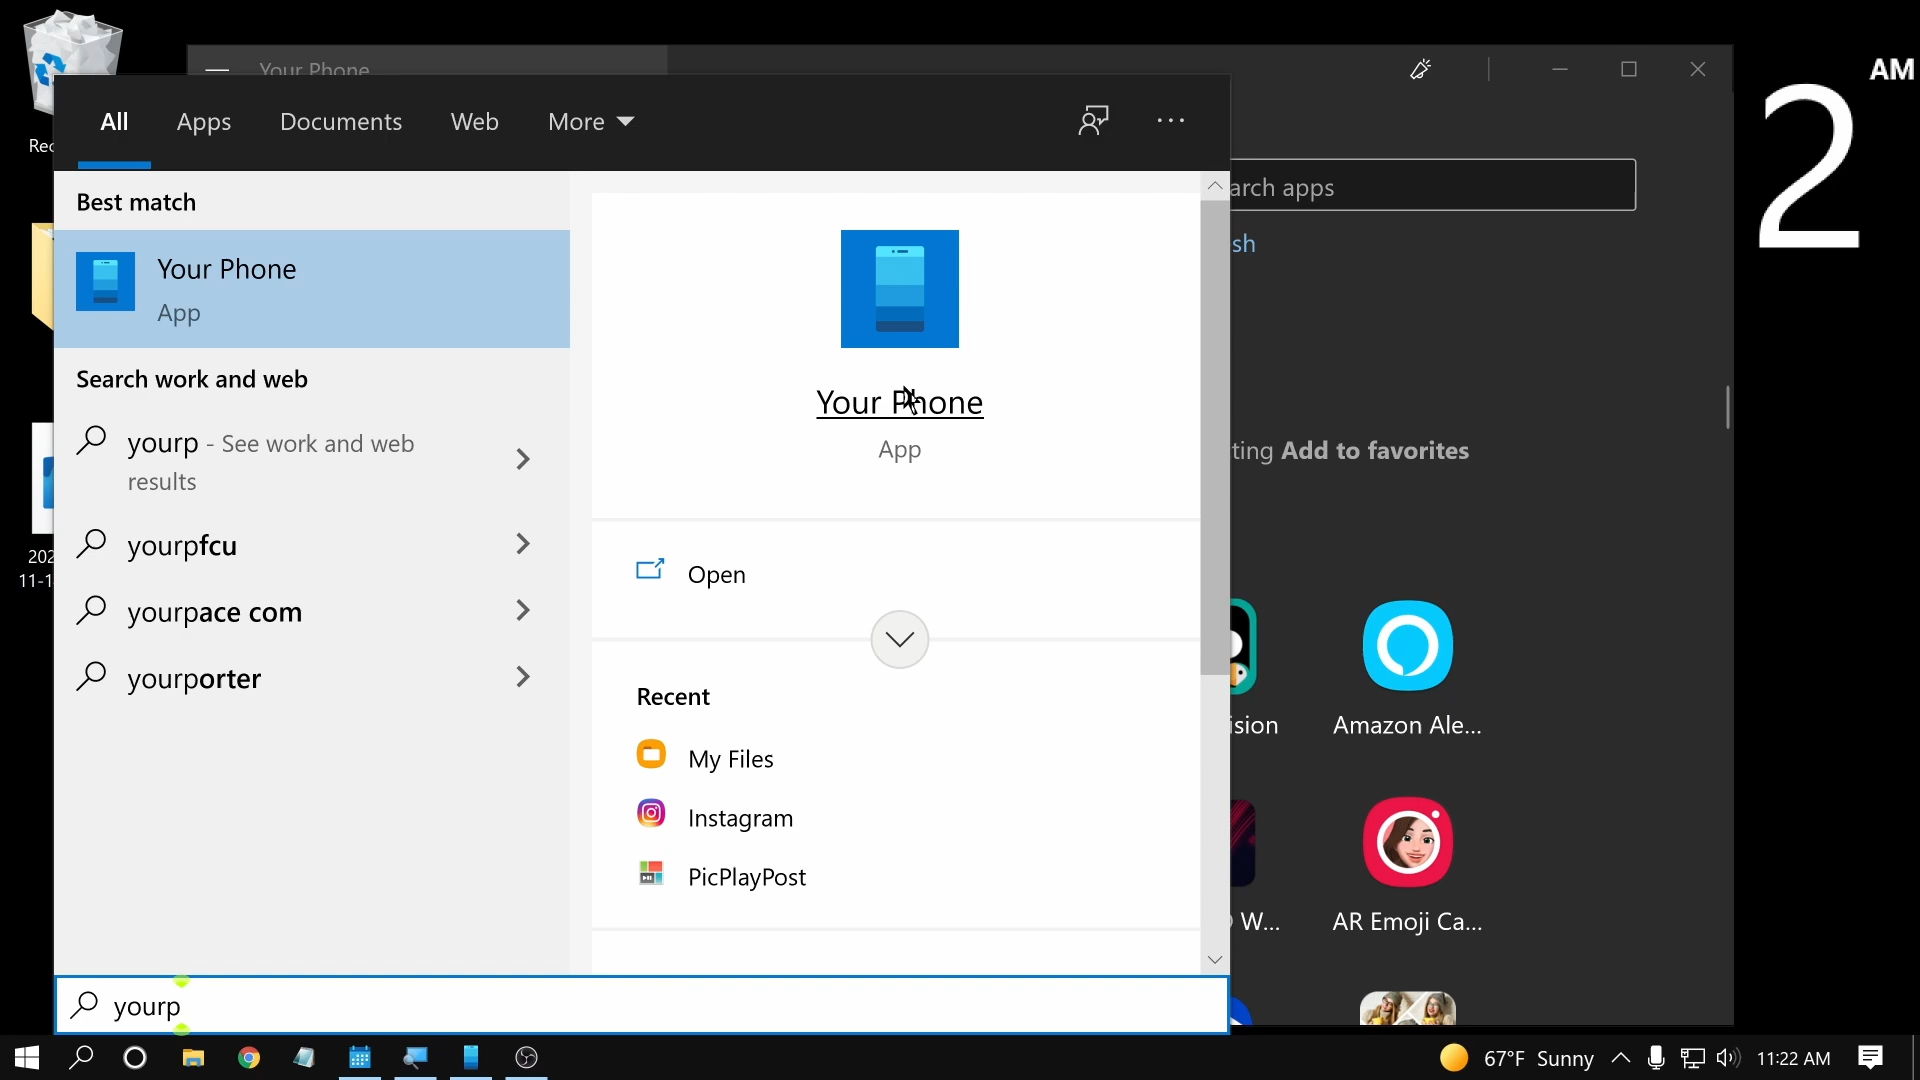 Your Phone
AM
2
All Apps Documents Web More
Best match
Your Phone
App
Search work and web
yourp - See work and web
results
yourpfcu
yourpace com
yourporter
Your Phone
App
Open
Recent
My Files
Instagram
PicPlayPost
yourp
arch apps
sh
ting Add to favorites
ision
Amazon Ale...
W...
AR Emoji Ca...
Rec
202
11-1
67°F Sunny
11:22 AM